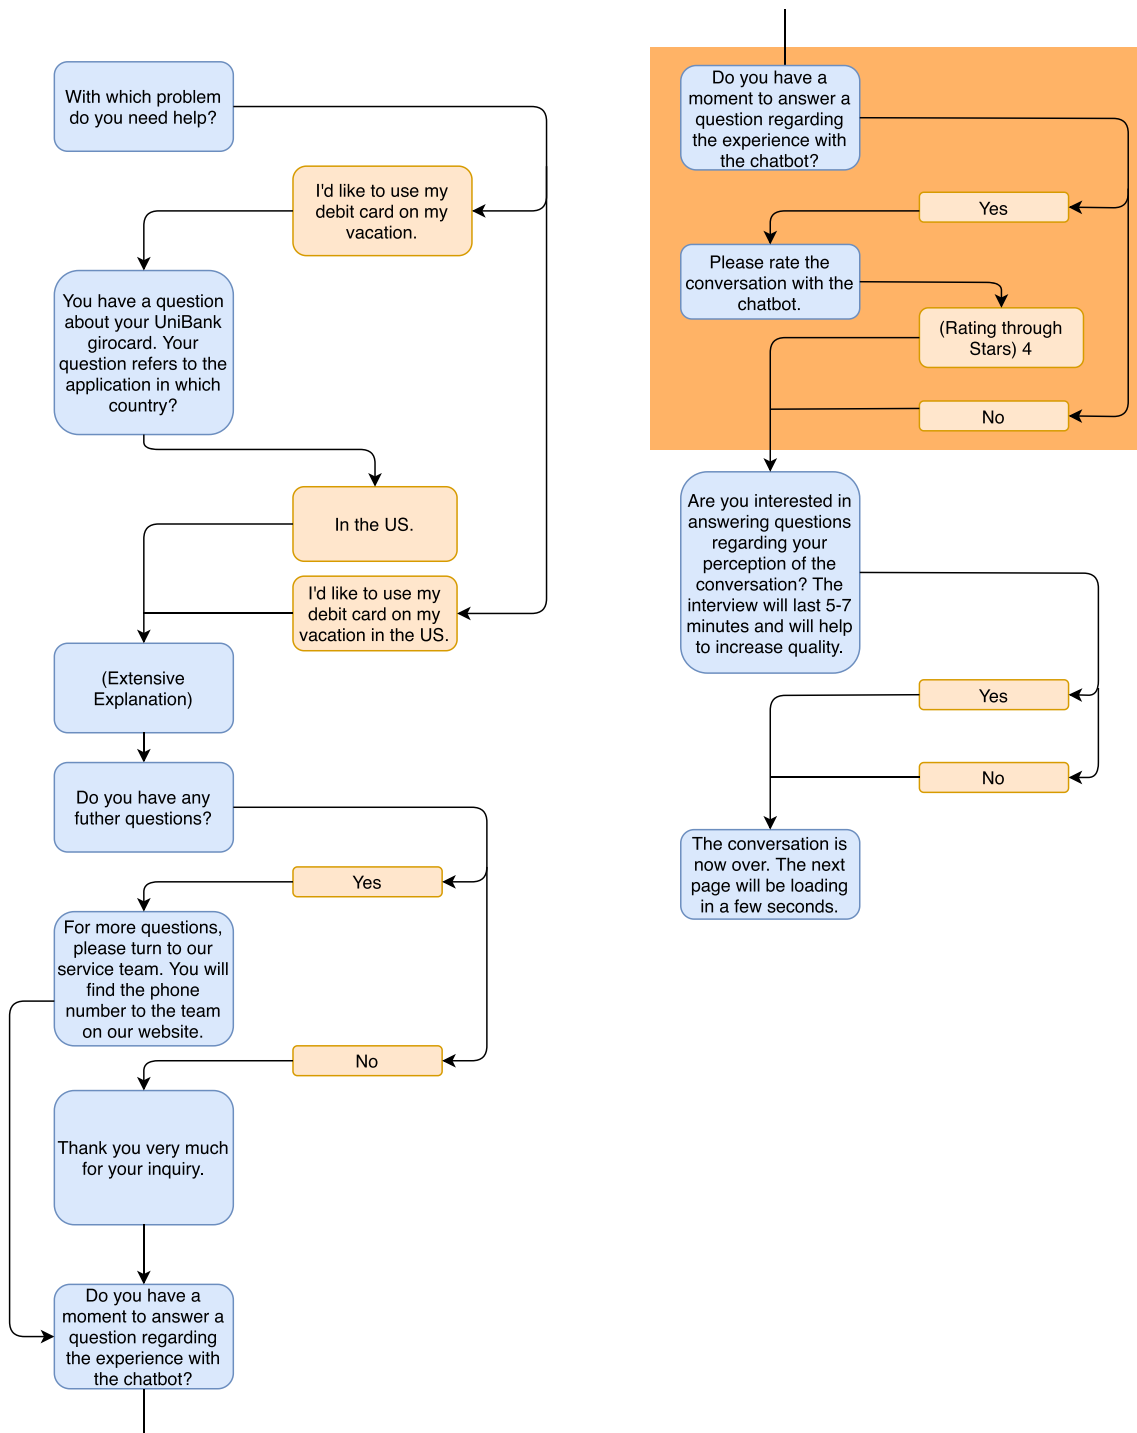 With which problem
do you need help?
I'd like to use my
debit card on my
vacation.
You have a question
about your UniBank
girocard. Your
question refers to the
application in which
country?
In the US.
I'd like to use my
debit card on my
vacation in the US.
(Extensive
Explanation)
Do you have any
futher questions?
Yes
For more questions,
please turn to our
service team. You will
find the phone
number to the team
on our website.
No
Thank you very much
for your inquiry.
Do you have a
moment to answer a
question regarding
the experience with
the chatbot?
Do you have a
moment to answer a
question regarding
the experience with
the chatbot?
Yes
Please rate the
conversation with the
chatbot.
(Rating through
Stars) 4
No
Are you interested in
answering questions
regarding your
perception of the
conversation? The
interview will last 5-7
minutes and will help
to increase quality.
Yes
No
The conversation is
now over. The next
page will be loading
in a few seconds.